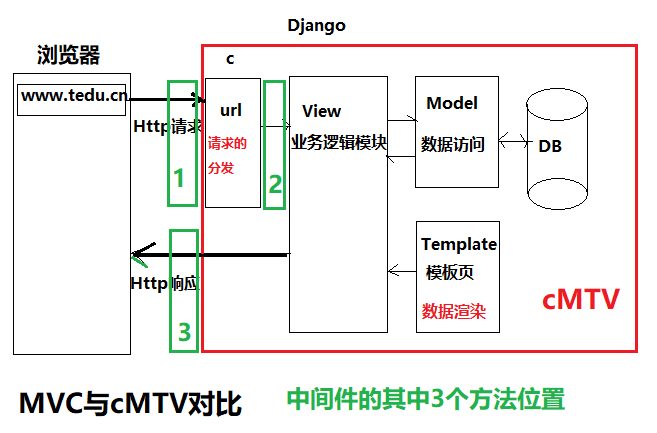 Django
浏览器
c
www.tedu.cn
url
View
Model
Http请求
请求的
分发
业务逻辑模块
数据访问
DB
1
2
Template
模板页
Http响应
数据渲染
cMTV
3
MVC与cMTV对比
中间件的其中3个方法位置